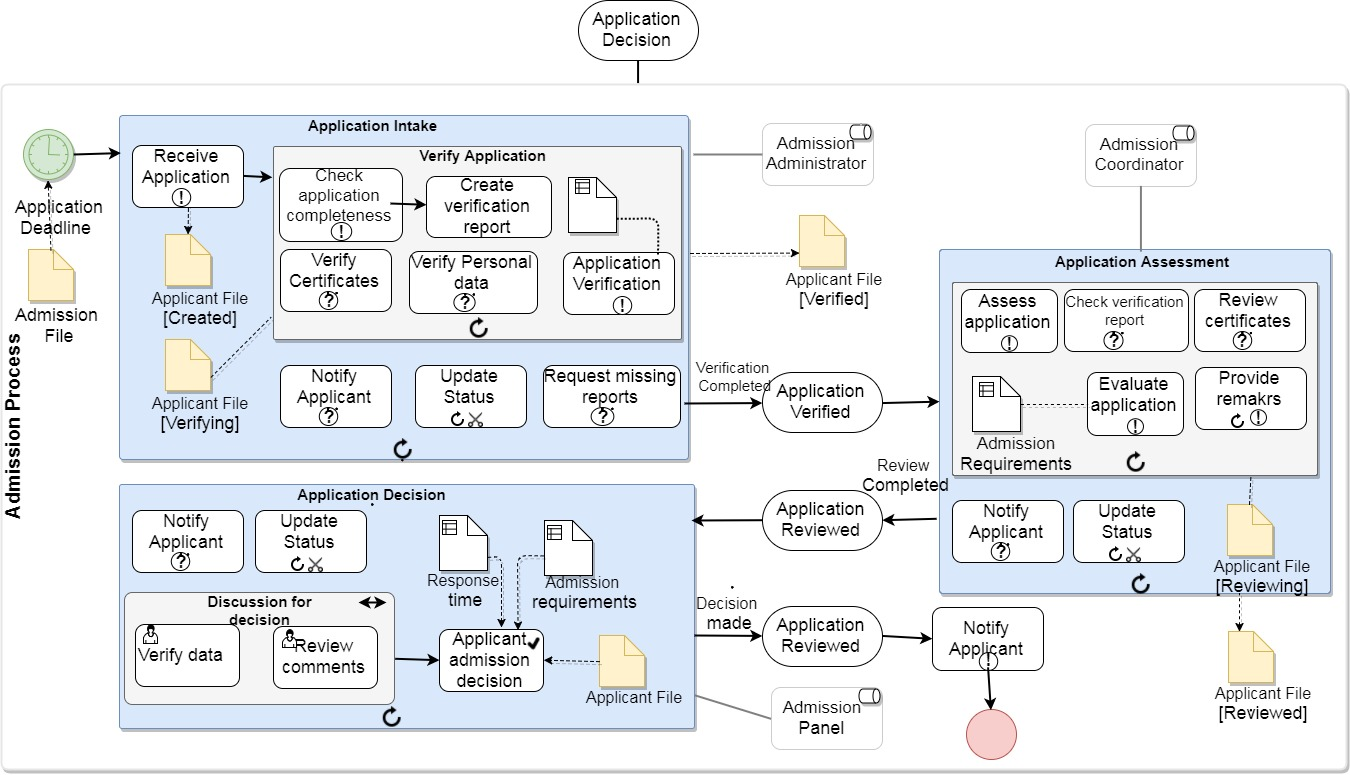 Application
Decision
Admission Process
Application
Deadline
Admission
File
Application Intake
Receive
Application
!
Applicant File
[Created]
Applicant File
[Verifying]
Verify Application
Check
application
completeness
!
Create
verification
report
Verify
Certificates
?
Verify Personal
data
?
Application
Verification
!
Notify
Applicant
?
Update
Status
Request missing
reports
?
Admission
Administrator
Applicant File
[Verified]
Verification
Completed
Application
Verified
Admission
Coordinator
Application Assessment
Assess
application
!
Check verification
report
?
Review
certificates
?
Admission
Requirements
Evaluate
application
!
Provide
remakrs
!
Notify
Applicant
?
Update
Status
Applicant File
[Reviewing]
Applicant File
[Reviewed]
Review
Completed
Application
Reviewed
Application Decision
Notify
Applicant
?
Update
Status
Response
time
Admission
requirements
Discussion for
decision
Verify data
Review
comments
Applicant
admission
decision
Applicant File
Decision
made
Application
Reviewed
Admission
Panel
Notify
Applicant
!